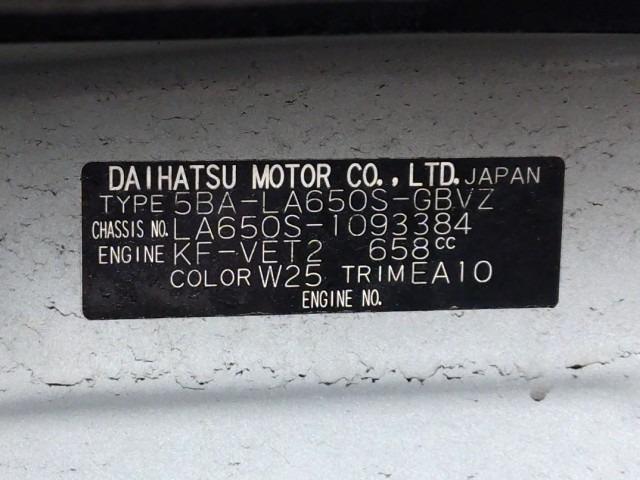 DAIHATSU MOTOR CO., LTD. JAPAN
TYPE 5BA-LA650S-GBVZ
CHASSIS NO. LA650S-1093384
ENGINE KF-VET2 658cc
COLOR W25 TRIM EA10
ENGINE NO.